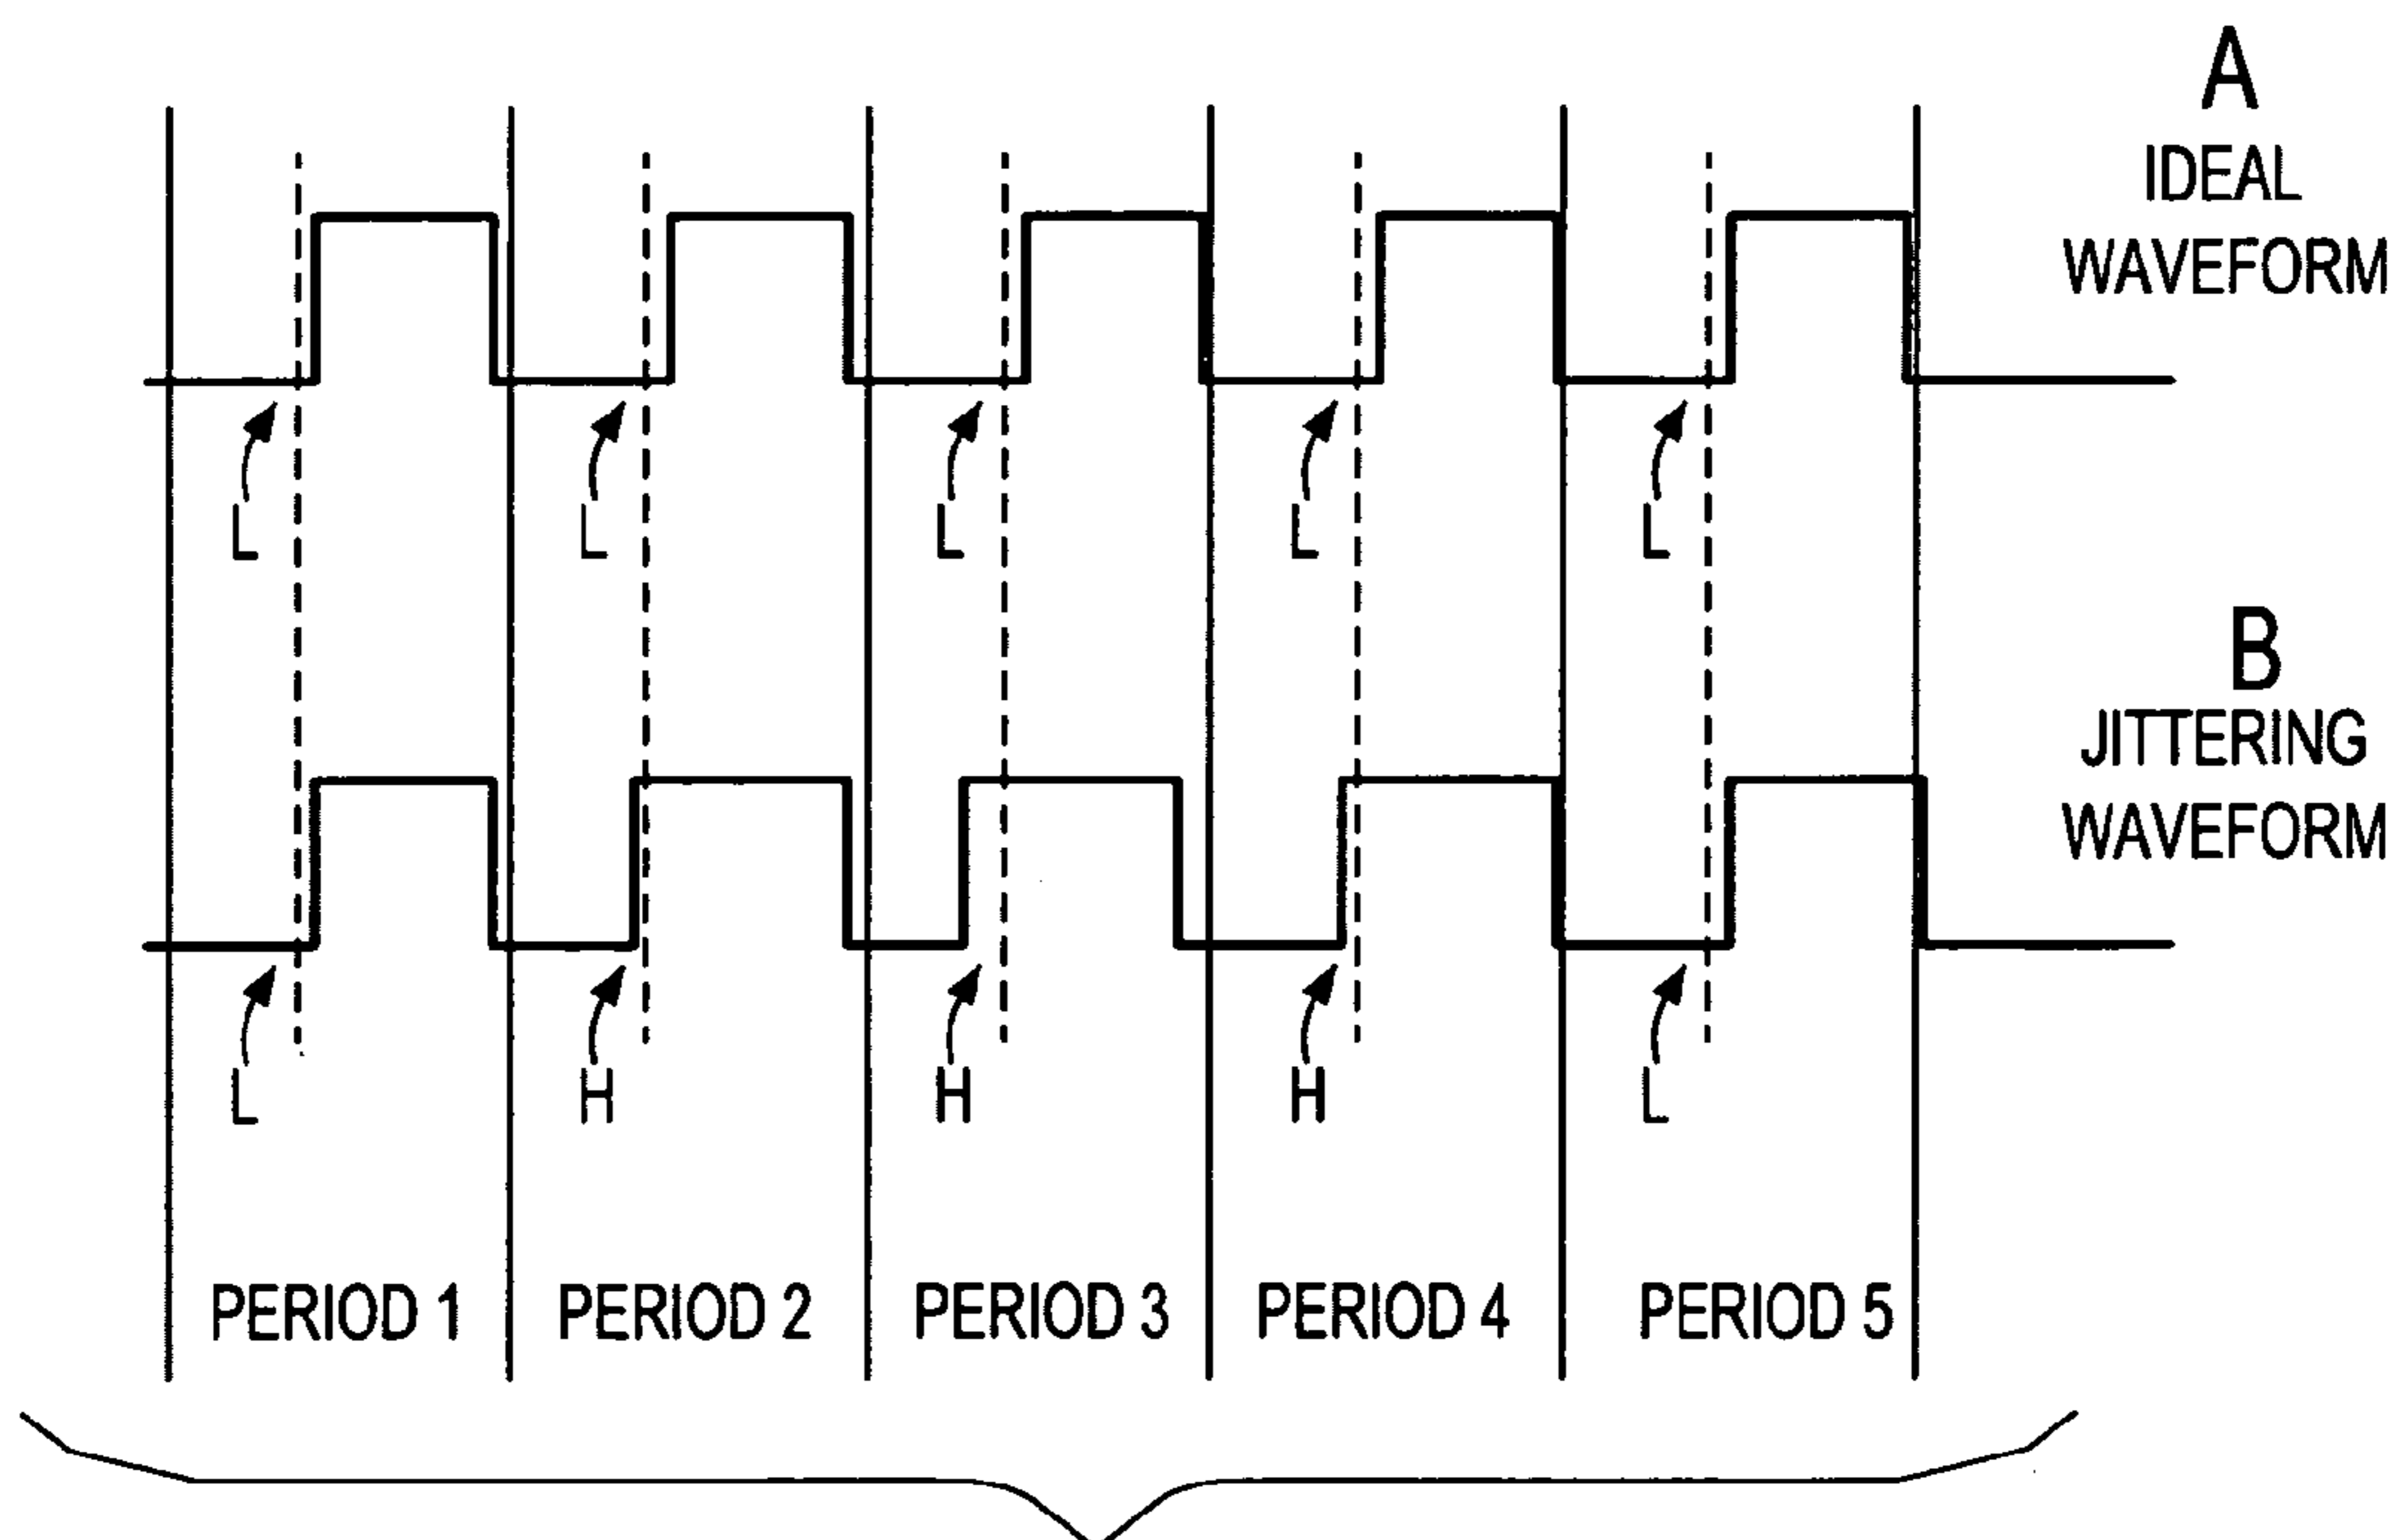 A
IDEAL
WAVEFORM
L L L L L
B
JITTERING
WAVEFORM
L H H H L
PERIOD 1 PERIOD 2 PERIOD 3 PERIOD 4 PERIOD 5